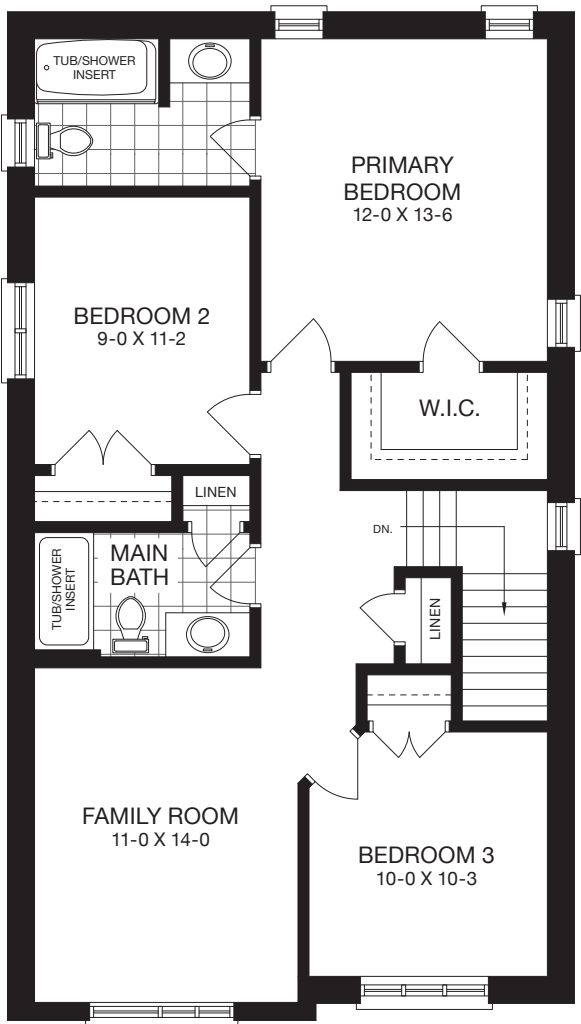 TUB/SHOWER
INSERT
PRIMARY
BEDROOM
12-0 X 13-6
BEDROOM 2
9-0 X 11-2
W.I.C.
LINEN
DN.
MAIN
BATH
TUB/SHOWER
INSERT
LINEN
FAMILY ROOM
11-0 X 14-0
BEDROOM 3
10-0 X 10-3